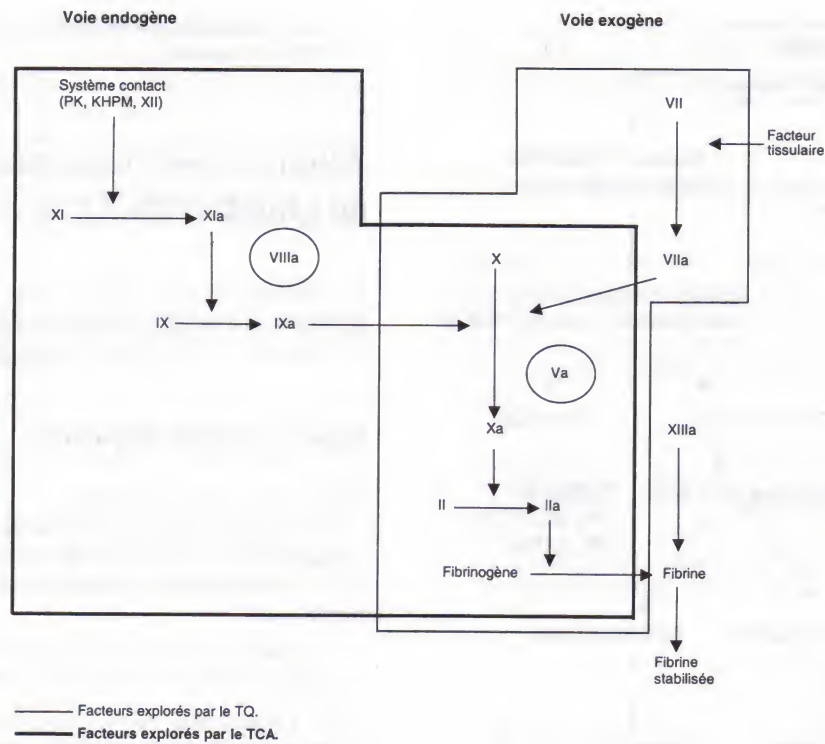 Voie endogène
Voie exogène
Système contact
(PK, KHPM, XII)
VII
Facteur
tissulaire
XI
XIa
VIIIa
X
VIIa
IX
IXa
Va
Xa
XIIIa
II
IIa
Fibrinogène
Fibrine
Fibrine
stabilisée
Facteurs explorés par le TQ.
Facteurs explorés par le TCA.